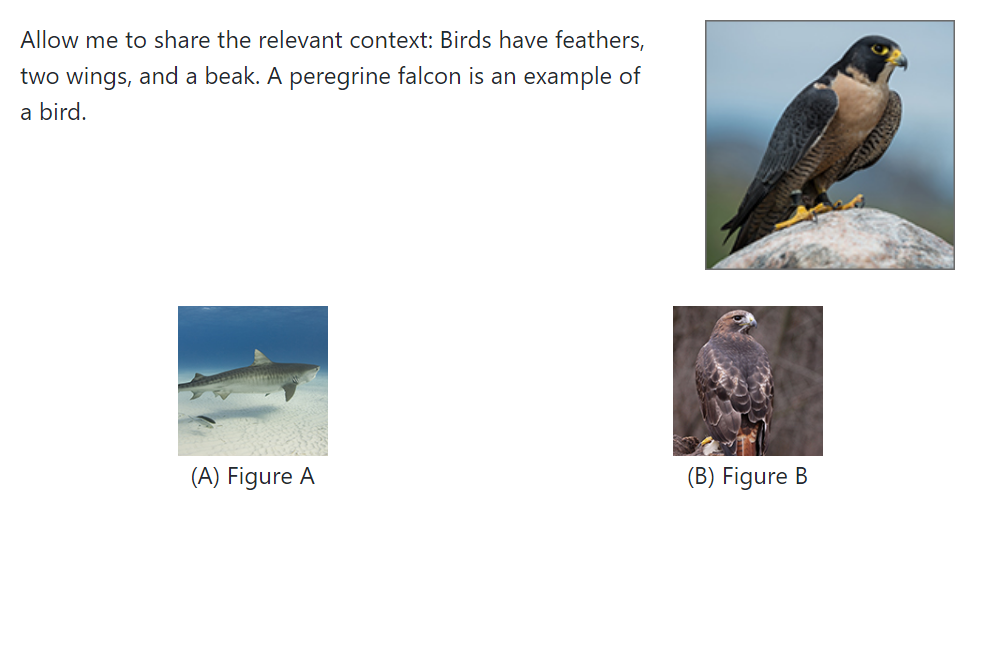 Allow me to share the relevant context: Birds have feathers,
two wings, and a beak. A peregrine falcon is an example of
a bird.
(A) Figure A
(B) Figure B